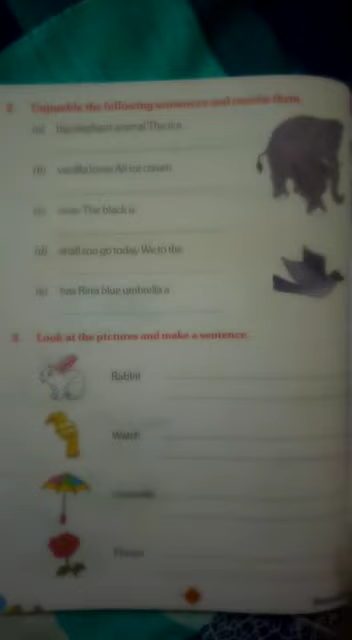 2. Unjumble the following sentences and rewrite them.
(a) big elephant animal The is a
(b) vanilla loves Ali ice cream
(c) The black is
(d) shall zoo go today We to the
(e) has Rina blue umbrella a
3. Look at the pictures and make a sentence.
Rabbit
Watch
Flower